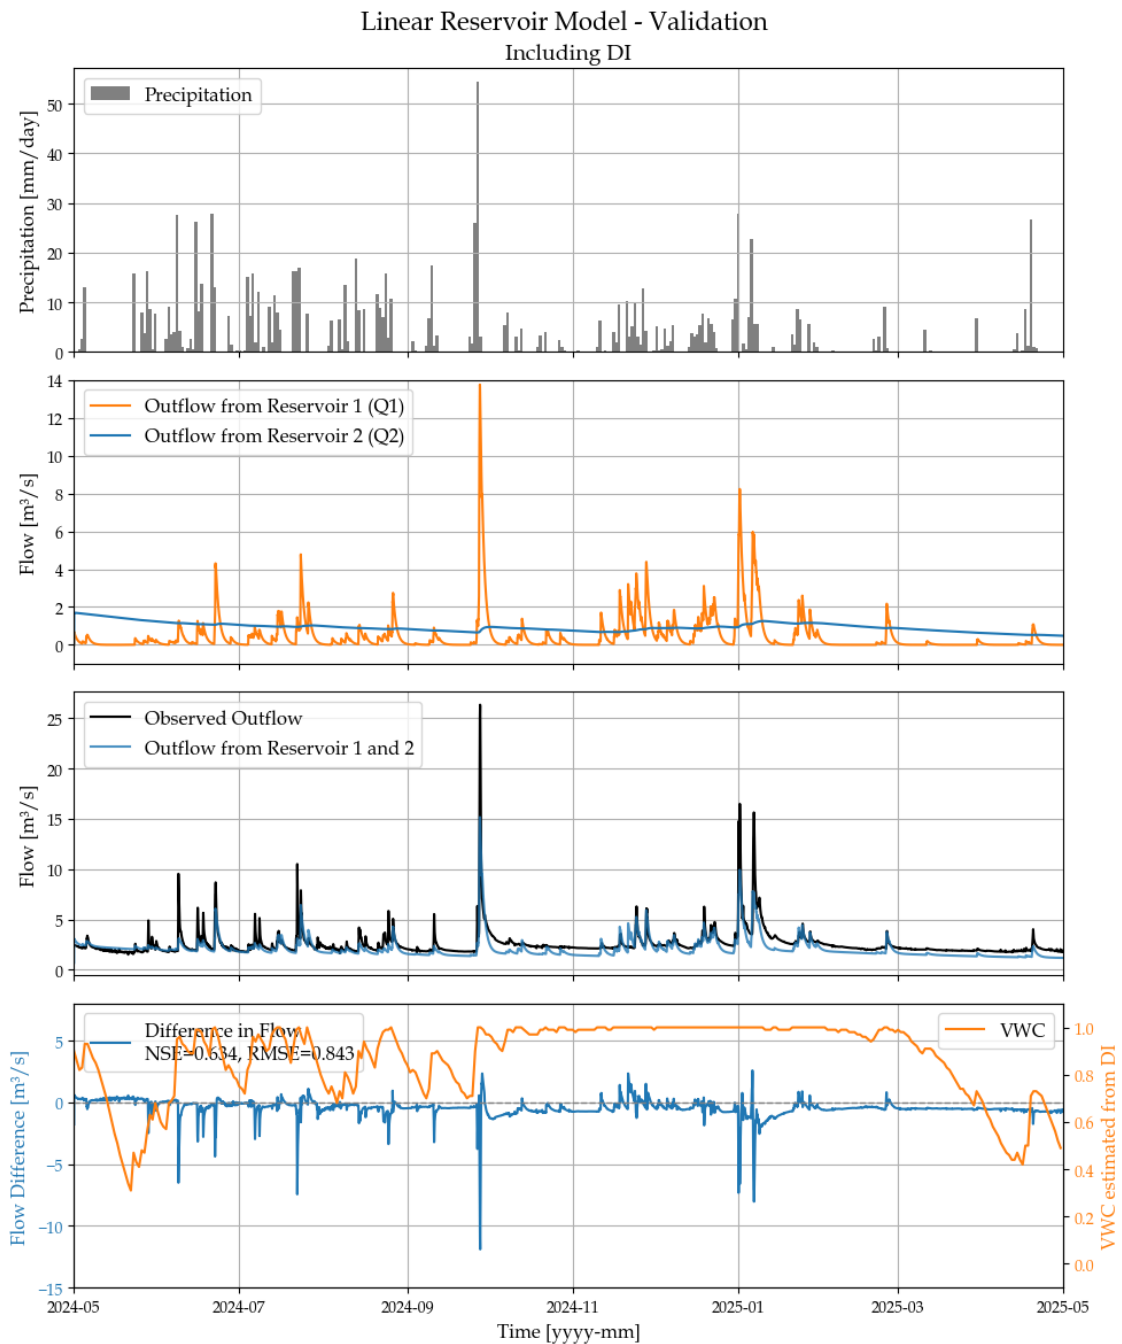 Linear Reservoir Model - Validation
Including DI
Precipitation
Precipitation [mm/day]
50
40
30
20
10
0
Outflow from Reservoir 1 (Q1)
Outflow from Reservoir 2 (Q2)
Flow [m³/s]
14
12
10
8
6
4
2
0
Observed Outflow
Outflow from Reservoir 1 and 2
Flow [m³/s]
25
20
15
10
5
0
Difference in Flow
NSE=0.634, RMSE=0.843
VWC
Flow Difference [m³/s]
5
0
−5
−10
−15
1.0
0.8
0.6
0.4
0.2
0.0
VWC estimated from DI
2024-05
2024-07
2024-09
2024-11
2025-01
2025-03
2025-05
Time [yyyy-mm]